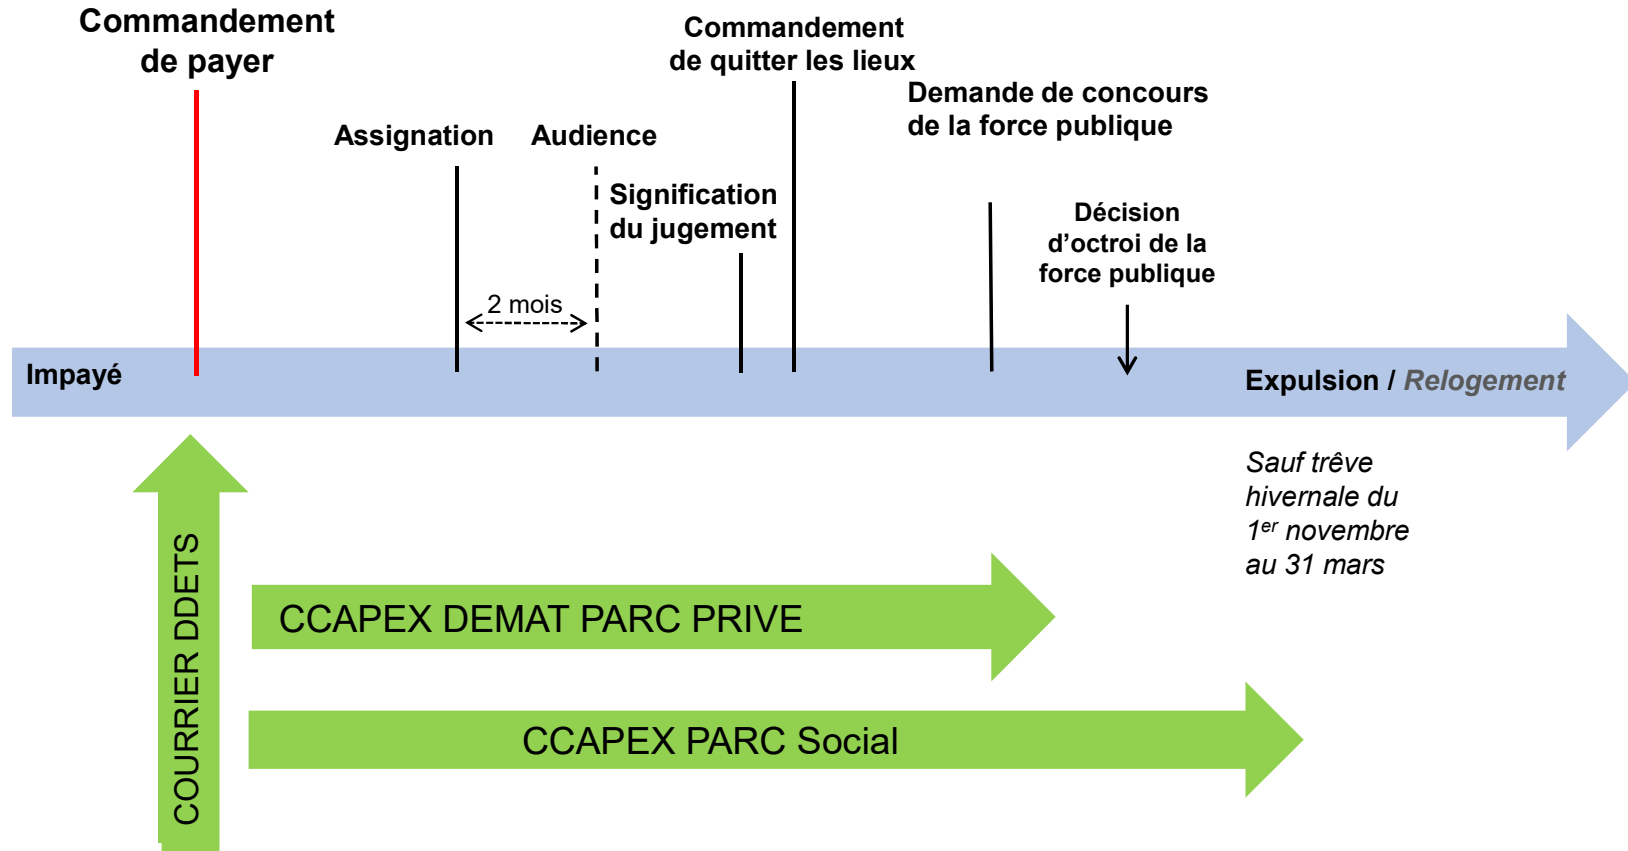 Commandement
de payer
Assignation
Audience
Signification
du jugement
Commandement
de quitter les lieux
Demande de concours
de la force publique
Décision
d'octroi de la
force publique
2 mois
Impayé
Expulsion / Relogement
Sauf trêve
hivernale du
1er novembre
au 31 mars
COURRIER DDETS
CCAPEX DEMAT PARC PRIVE
CCAPEX PARC Social